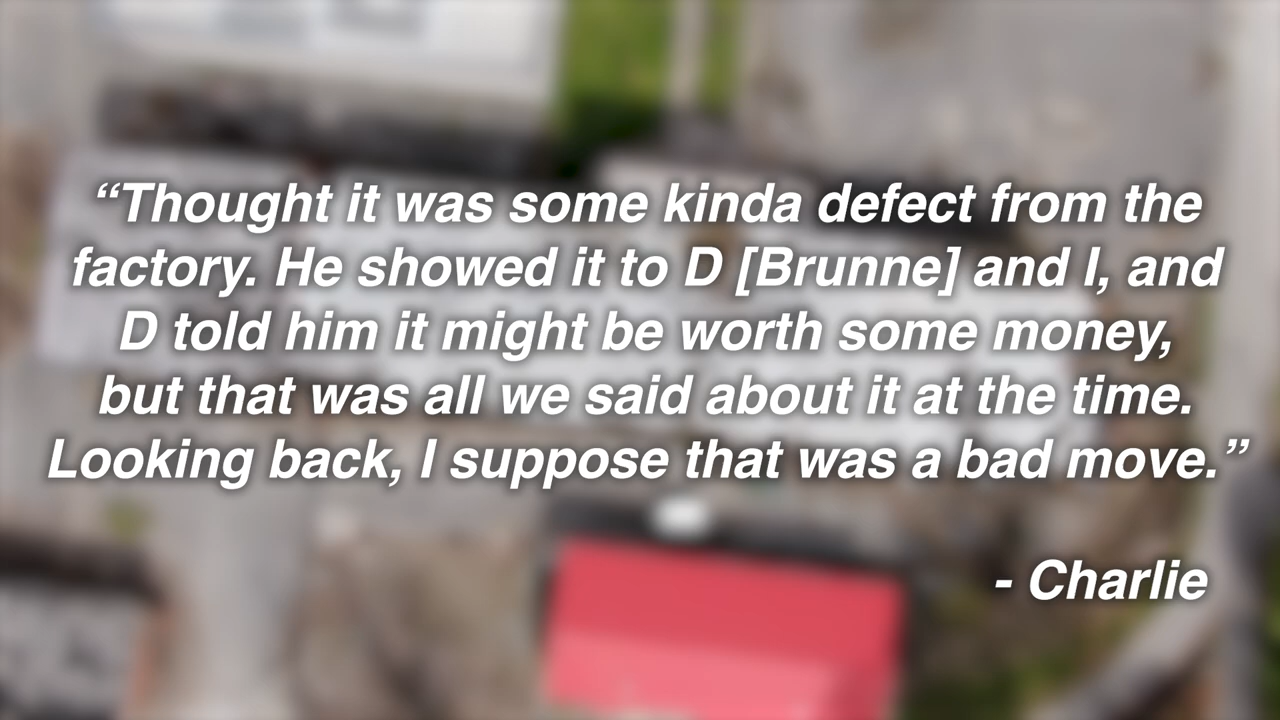 “Thought it was some kinda defect from the
factory. He showed it to D [Brunne] and I, and
D told him it might be worth some money,
but that was all we said about it at the time.
Looking back, I suppose that was a bad move.”
- Charlie